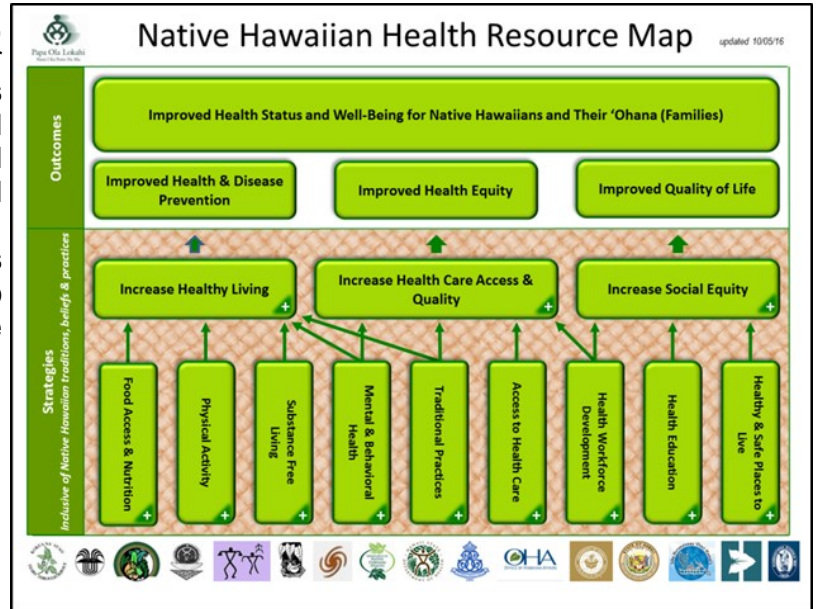 Native Hawaiian Health Resource Map
updated 10/05/16
Papa Ola Lokahi
Outcomes
Improved Health Status and Well-Being for Native Hawaiians and Their ‘Ohana (Families)
Improved Health & Disease
Prevention
Improved Health Equity
Improved Quality of Life
Strategies
Inclusive of Native Hawaiian traditions, beliefs & practices
Increase Healthy Living
+
Increase Health Care Access &
Quality
+
Increase Social Equity
+
Food Access & Nutrition
+
Physical Activity
+
Substance Free
Living
+
Mental & Behavioral
Health
+
Traditional Practices
+
Access to Health Care
+
Health Workforce
Development
+
Health Education
+
Healthy & Safe Places to
Live
+
OHA